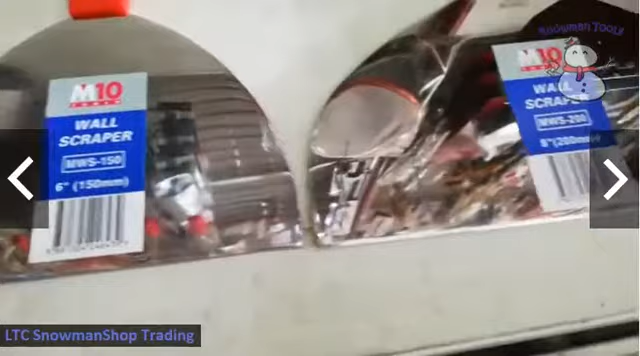 Snowman TOOLS
M10
WALL
SCRAPER
MWS-150
6" (150mm)
M10
WALL
SCRAPER
MWS-200
8" (200mm)
LTC SnowmanShop Trading